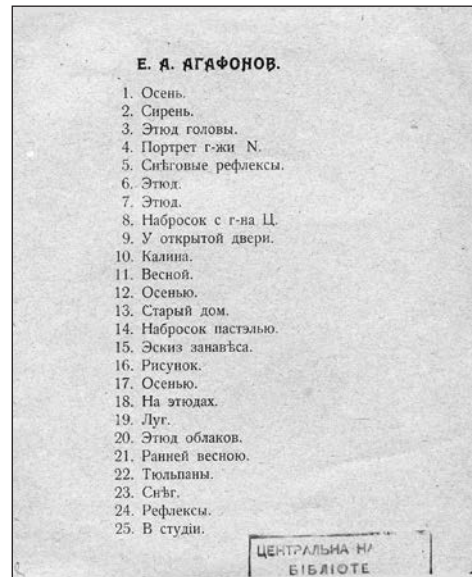 Е. А. АГАФОНОВ.
1. Осень.
2. Сирень.
3. Этюд головы.
4. Портрет г-жи N.
5. Снѣговые рефлексы.
6. Этюд.
7. Этюд.
8. Набросок с г-на Ц.
9. У открытой двери.
10. Калина.
11. Весной.
12. Осенью.
13. Старый дом.
14. Набросок пастэлью.
15. Эскиз занавѣса.
16. Рисунок.
17. Осенью.
18. На этюдах.
19. Луг.
20. Этюд облаков.
21. Ранней весною.
22. Тюльпаны.
23. Снѣг.
24. Рефлексы.
25. В студіи.
ЦЕНТРАЛЬНА НА
БІБЛІОТЕ